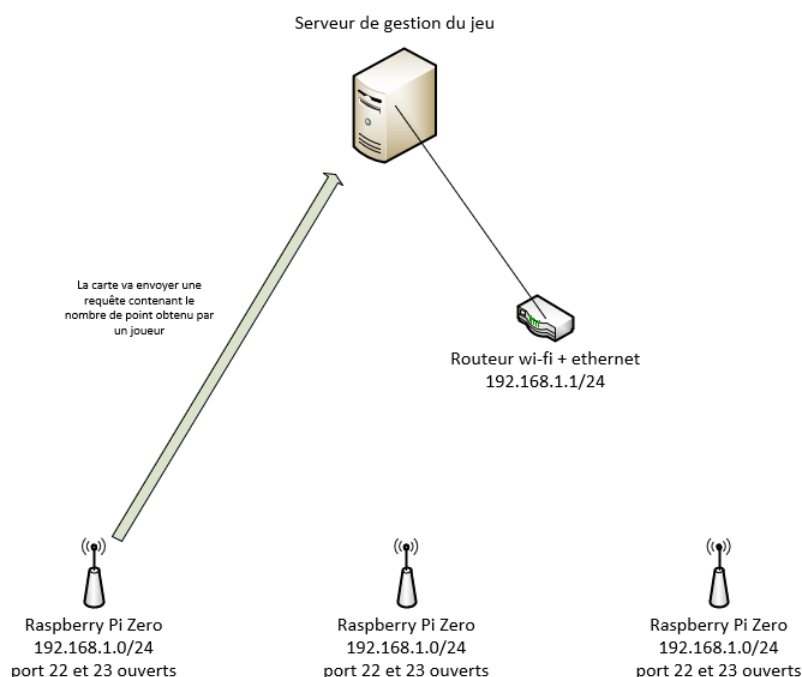 Serveur de gestion du jeu
La carte va envoyer une
requête contenant le
nombre de point obtenu par
un joueur
Routeur wi-fi + ethernet
192.168.1.1/24
Raspberry Pi Zero
192.168.1.0/24
port 22 et 23 ouverts
Raspberry Pi Zero
192.168.1.0/24
port 22 et 23 ouverts
Raspberry Pi Zero
192.168.1.0/24
port 22 et 23 ouverts